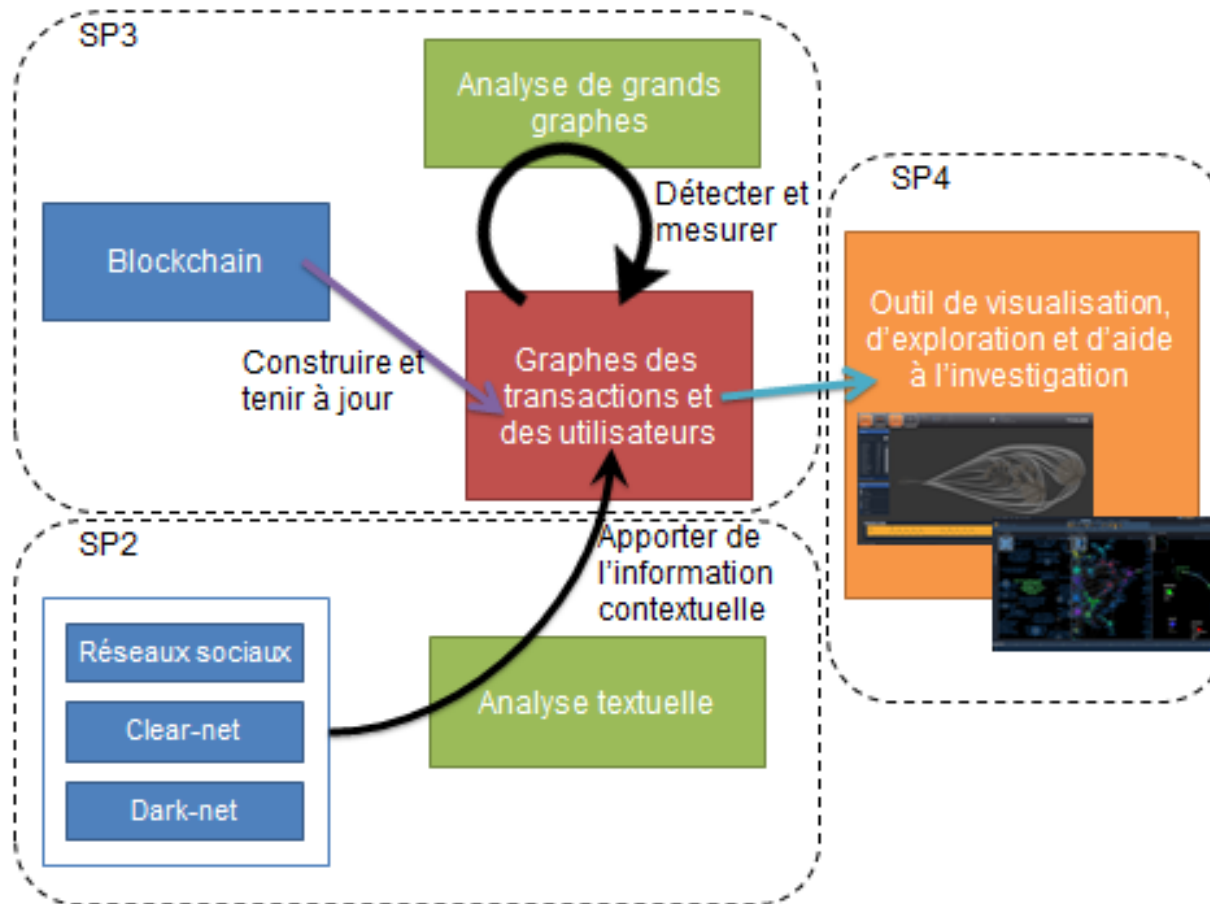 SP3
Analyse de grands
graphes
Détecter et
mesurer
Blockchain
Construire et
tenir à jour
Graphes des
transactions et
des utilisateurs
SP4
Outil de visualisation,
d'exploration et d'aide
à l'investigation
SP2
Apporter de
l'information
contextuelle
Réseaux sociaux
Clear-net
Dark-net
Analyse textuelle